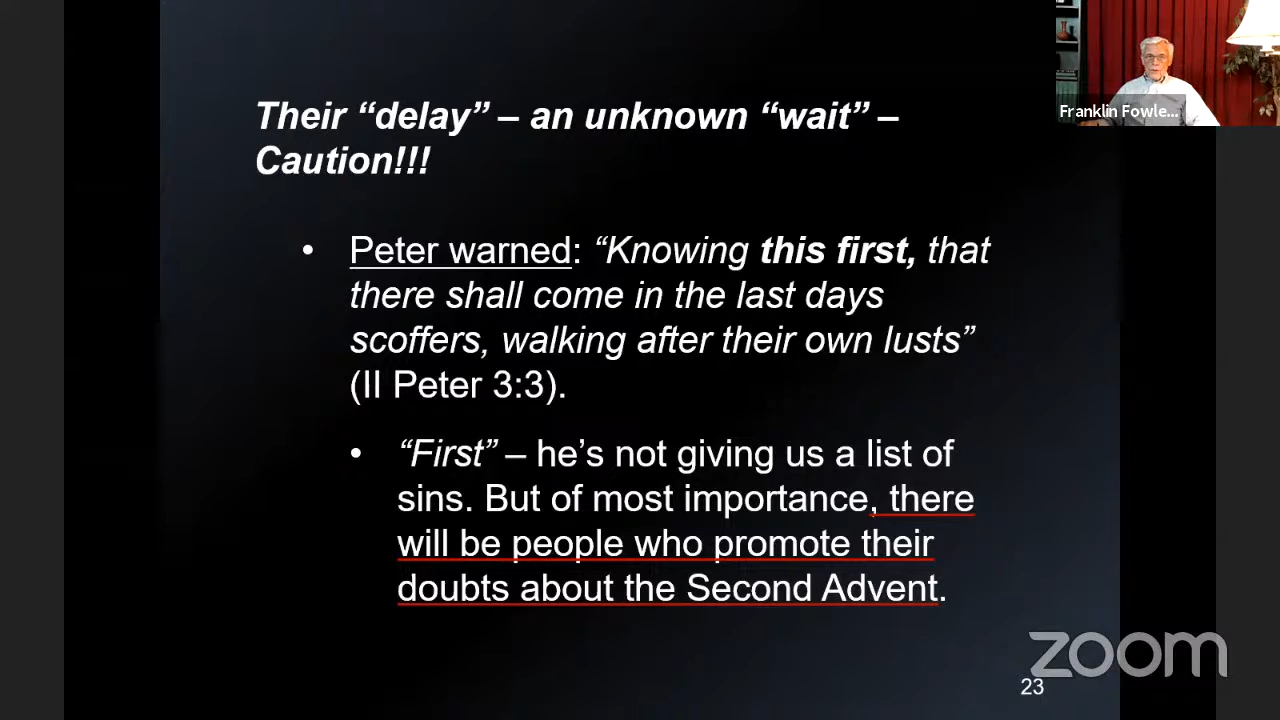 Franklin Fowle...
Their “delay” – an unknown “wait” –
Caution!!!
• Peter warned: “Knowing this first, that
there shall come in the last days
scoffers, walking after their own lusts”
(II Peter 3:3).
• “First” – he’s not giving us a list of
sins. But of most importance, there
will be people who promote their
doubts about the Second Advent.
zoom
23